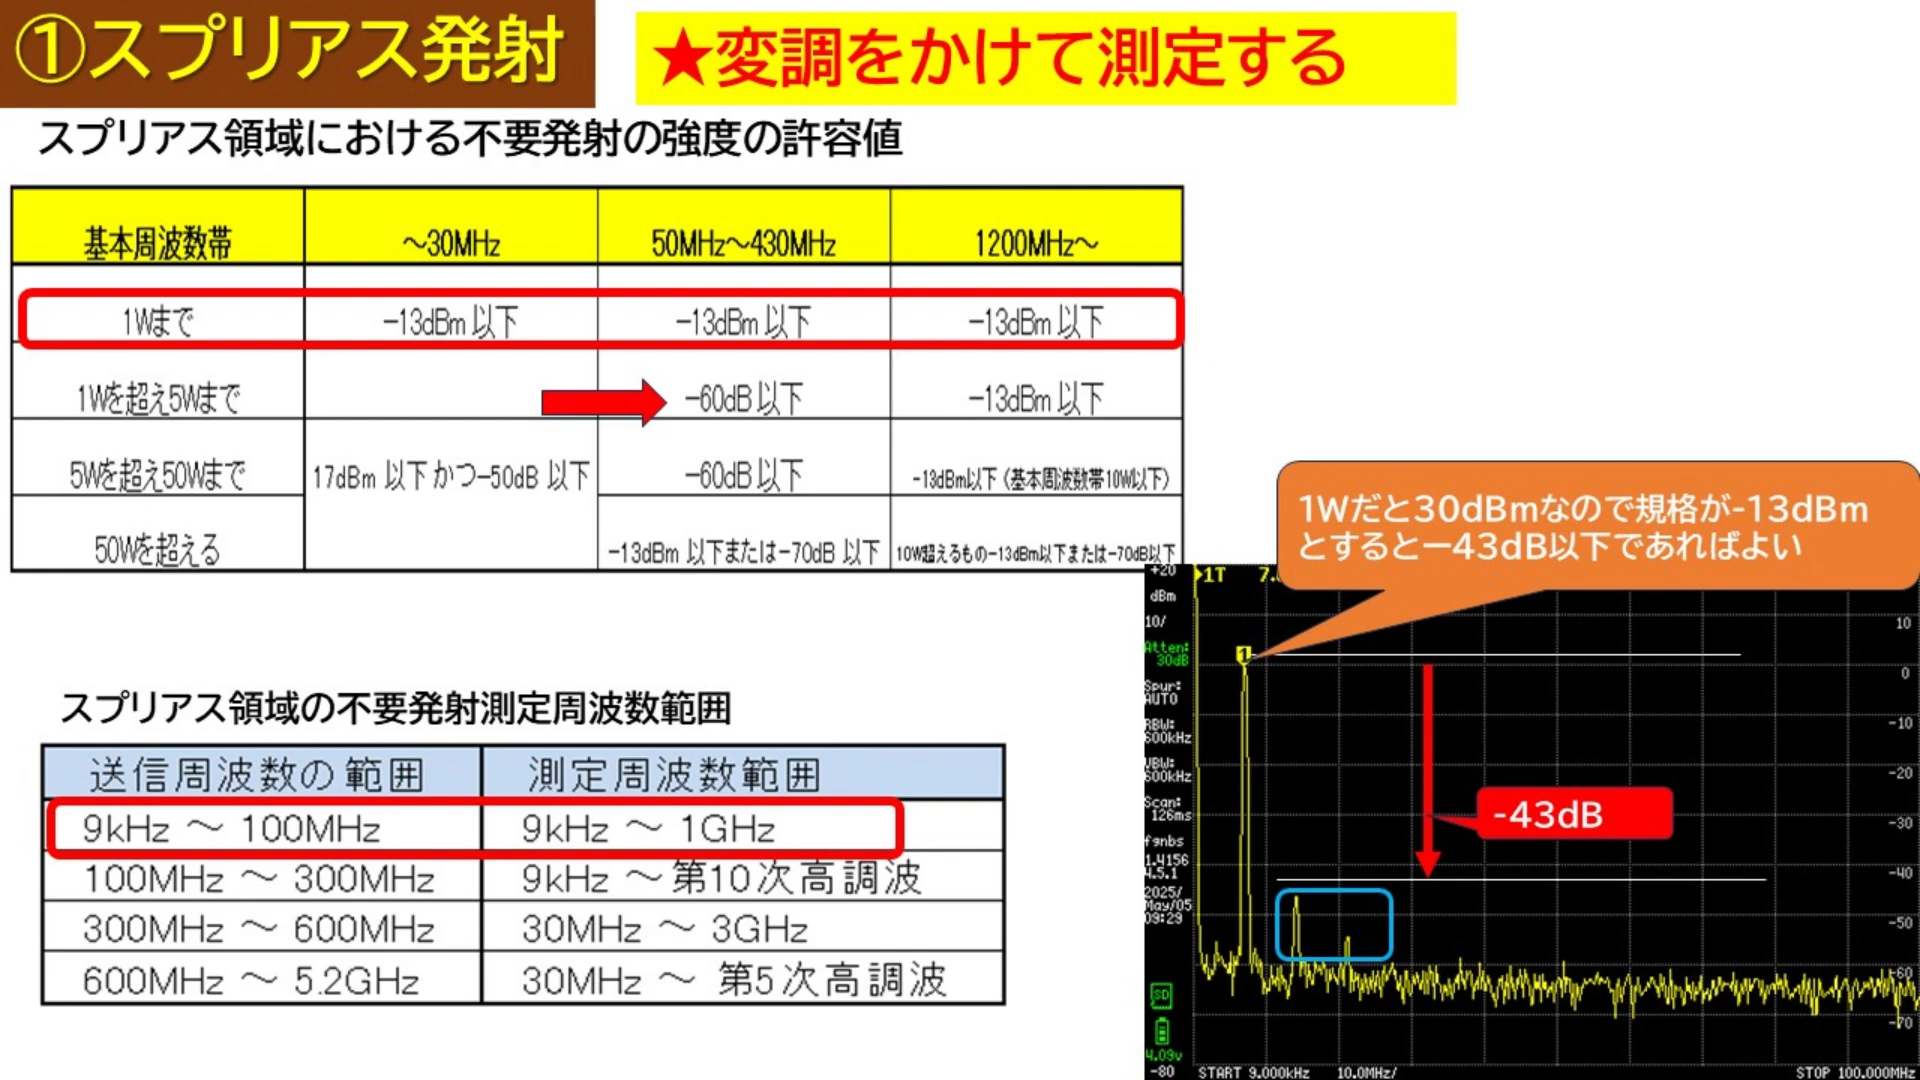 ①スプリアス発射
★変調をかけて測定する
スプリアス領域における不要発射の強度の許容値
基本周波数帯 ～30MHz 50MHz～430MHz 1200MHz～
1Wまで -13dBm 以下 -13dBm 以下 -13dBm 以下
1Wを超え5Wまで -60dB 以下 -13dBm 以下
5Wを超え50Wまで 17dBm 以下 かつ-50dB 以下 -60dB 以下 -13dBm以下（基本周波数帯10W以下）
50Wを超える -13dBm 以下または-70dB 以下 10W超えるもの-13dBm以下または-70dB以下
1Wだと30dBmなので規格が-13dBm
とするとー43dB以下であればよい
スプリアス領域の不要発射測定周波数範囲
送信周波数の範囲 測定周波数範囲
9kHz ～ 100MHz 9kHz ～ 1GHz
100MHz ～ 300MHz 9kHz ～第10次高調波
300MHz ～ 600MHz 30MHz ～ 3GHz
600MHz ～ 5.2GHz 30MHz ～ 第5次高調波
+20
dBm
10/
Atten:
30dB
Spur:
AUTO
RBW:
600kHz
VBW:
600kHz
Scan:
126ms
1.4156
4.5.1
2025/
May/05
09:29
SD
4.09v
-80
1T 7.
1
-43dB
10
0
-10
-20
-30
-40
-50
-60
-70
START 9.000kHz 10.0MHz/ STOP 100.000MHz